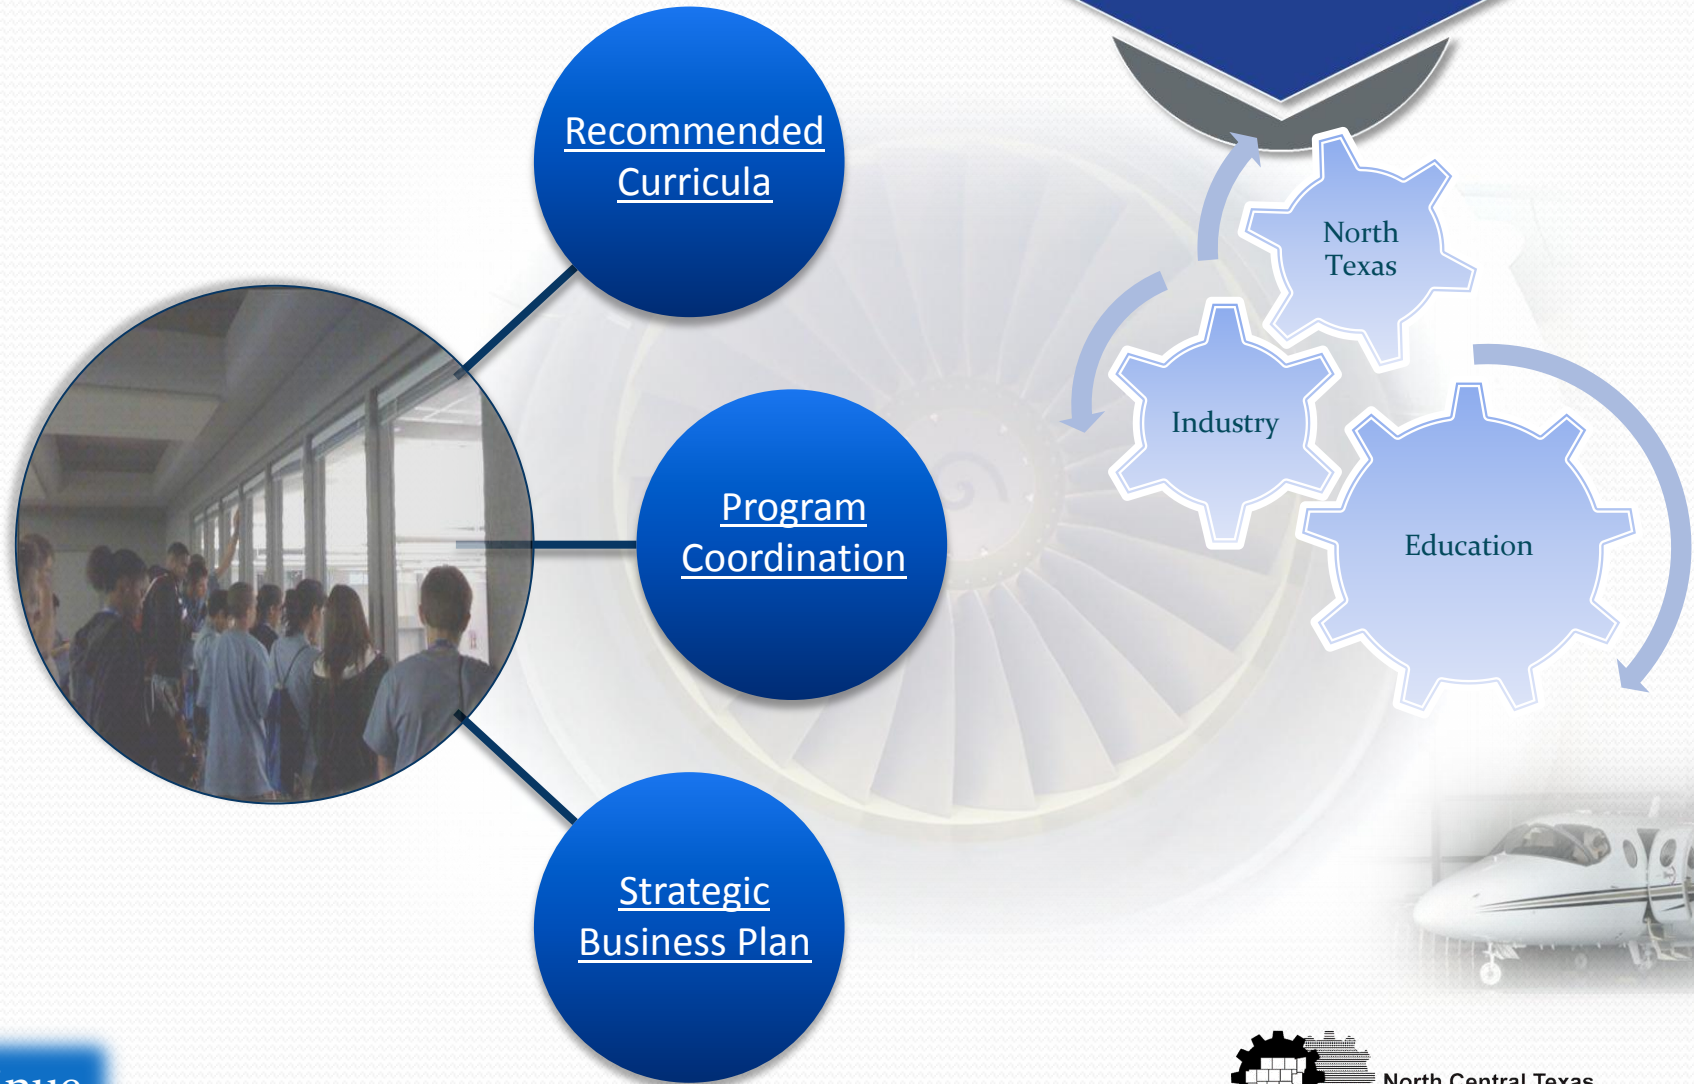 Recommended
Curricula
Program
Coordination
Strategic
Business Plan
North
Texas
Industry
Education
North Central Texas